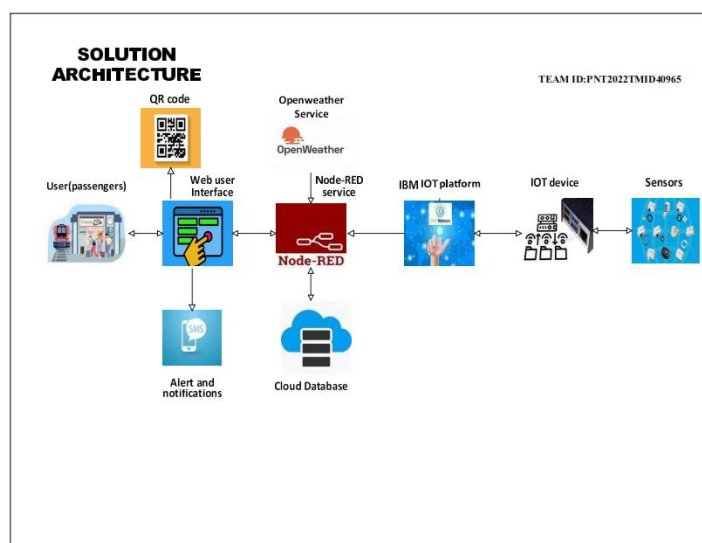 SOLUTION
ARCHITECTURE
TEAM ID:PNT2022TMID40965
QR code
Openweather
Service
OpenWeather
User(passengers)
Web user
Interface
Node-RED
service
IBM IOT platform
IOT device
Sensors
Node-RED
SMS
Alert and
notifications
Cloud Database